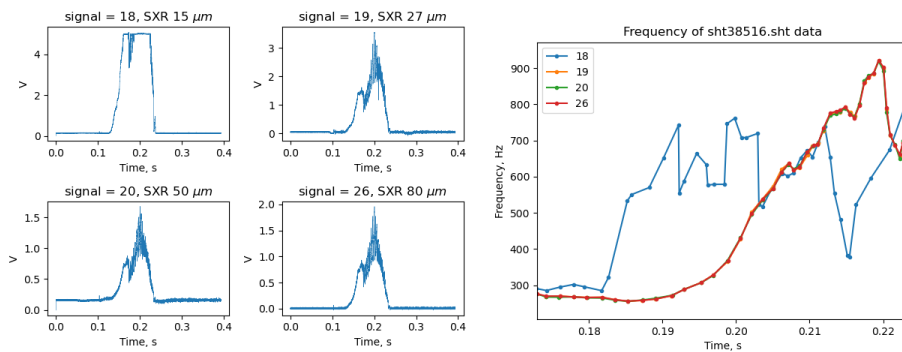 signal = 18, SXR 15 μm
V
4
2
0
0.0 0.1 0.2 0.3 0.4
Time, s
signal = 19, SXR 27 μm
V
3
2
1
0
0.0 0.1 0.2 0.3 0.4
Time, s
signal = 20, SXR 50 μm
V
1.5
1.0
0.5
0.0
0.0 0.1 0.2 0.3 0.4
Time, s
signal = 26, SXR 80 μm
V
2.0
1.5
1.0
0.5
0.0
0.0 0.1 0.2 0.3 0.4
Time, s
Frequency of sht38516.sht data
18
19
20
26
Frequency, Hz
900
800
700
600
500
400
300
0.18 0.19 0.20 0.21 0.22
Time, s